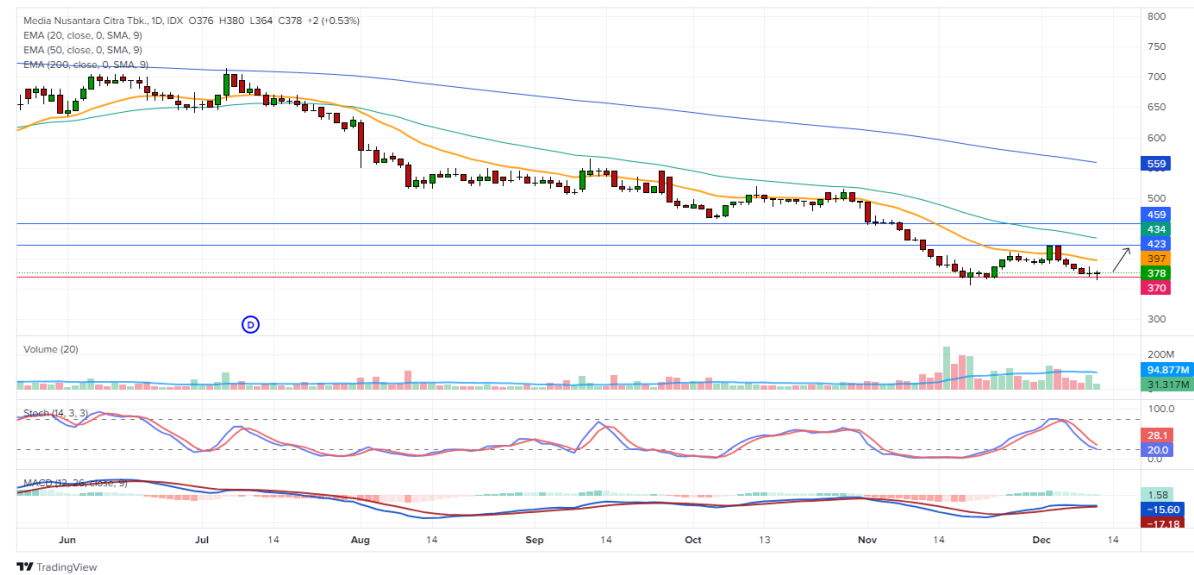 Media Nusantara Citra Tbk., 1D, IDX O376 H380 L364 C378 +2 (+0.53%)
EMA (20, close, 0, SMA, 9)
EMA (50, close, 0, SMA, 9)
EMA (200, close, 0, SMA, 9)
800
750
700
650
600
559
500
459
434
423
397
378
370
300
D
Volume (20)
200M
94.877M
31.317M
Stoch (14, 3, 3)
100.0
28.1
20.0
0.0
MACD (12, 26, close, 9)
1.58
−15.60
−17.18
Jun Jul 14 Aug 14 Sep 14 Oct 13 Nov 14 Dec 14
TradingView